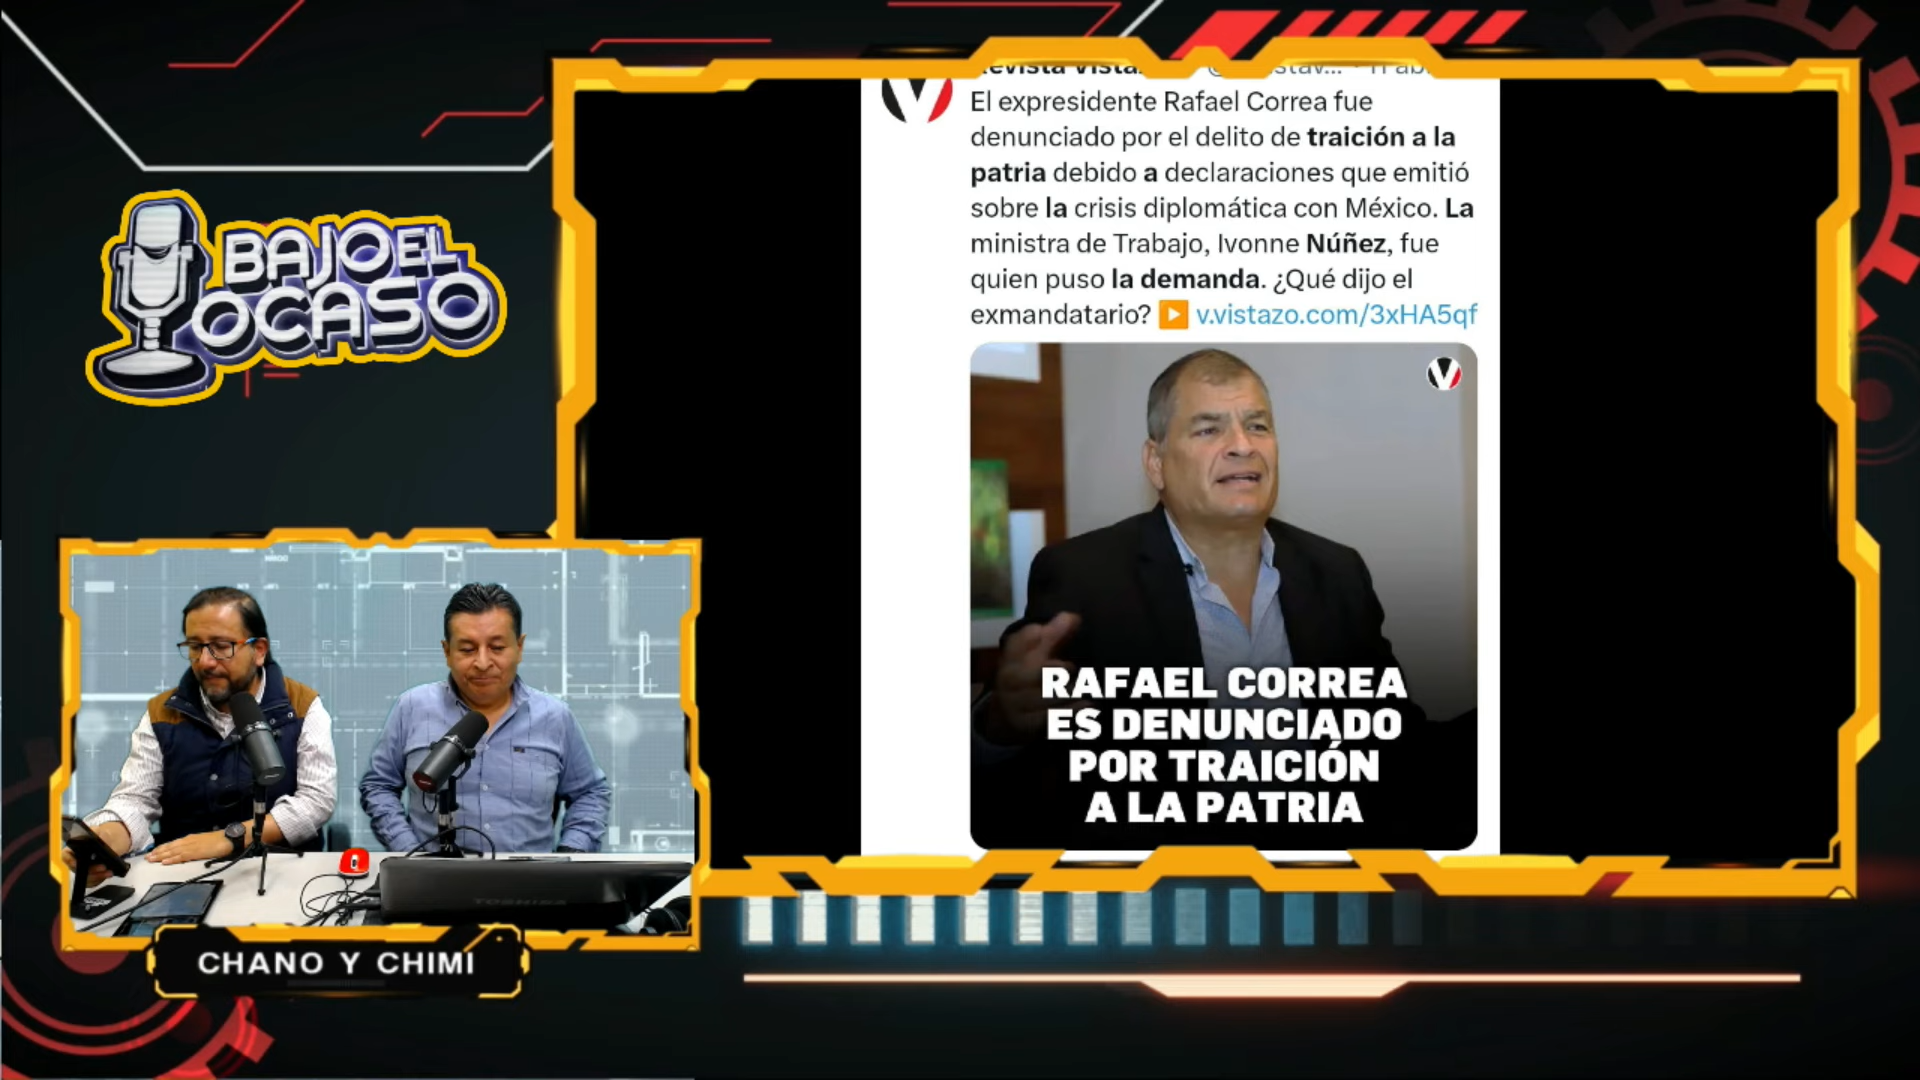 El expresidente Rafael Correa fue
denunciado por el delito de traición a la
patria debido a declaraciones que emitió
sobre la crisis diplomática con México. La
ministra de Trabajo, Ivonne Núñez, fue
quien puso la demanda. ¿Qué dijo el
exmandatario? ▶️ v.vistazo.com/3xHA5qf
RAFAEL CORREA
ES DENUNCIADO
POR TRAICIÓN
A LA PATRIA
BAJO EL
OCASO
TOSHIBA
CHANO Y CHIMI